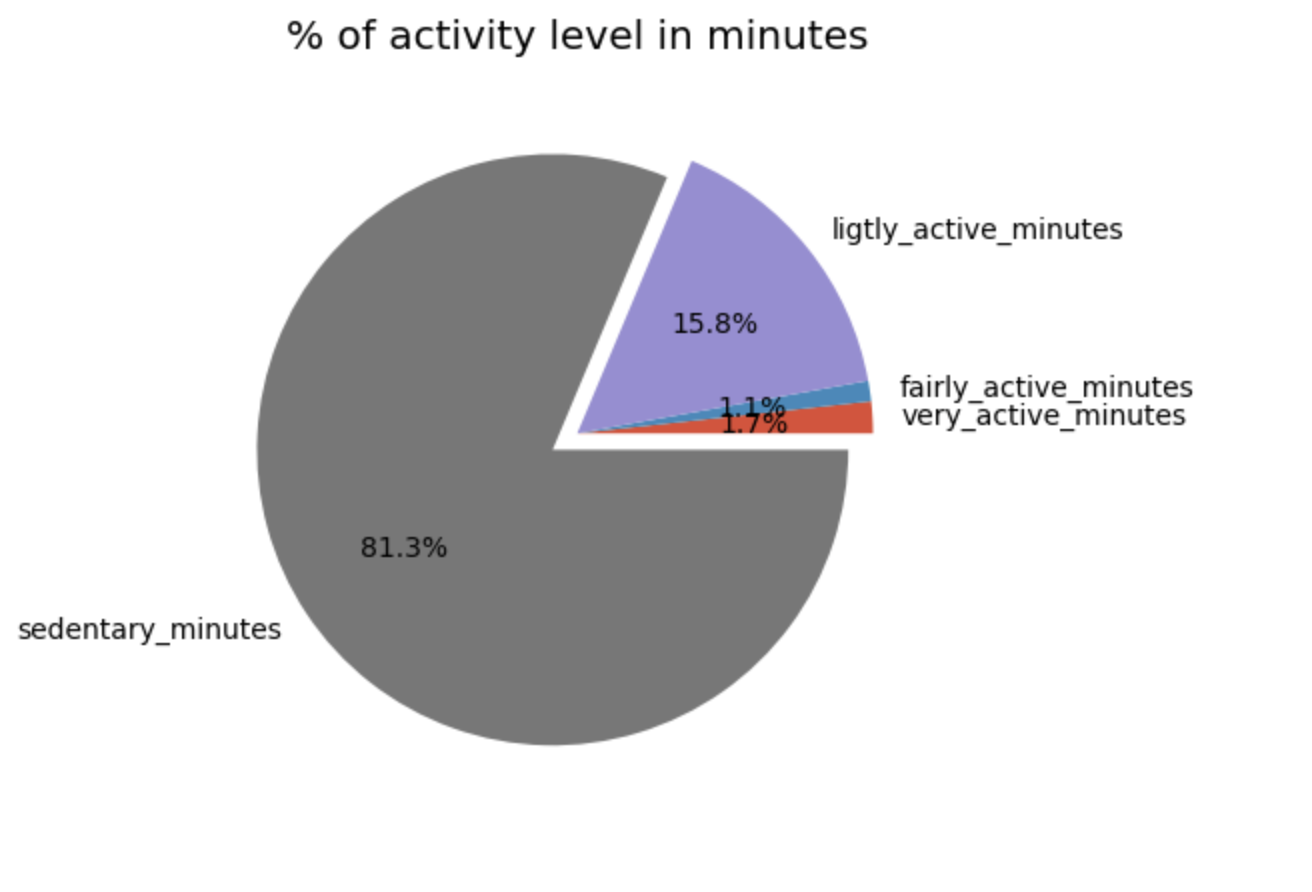 % of activity level in minutes
ligtly_active_minutes
15.8%
fairly_active_minutes
1.1%
very_active_minutes
1.7%
81.3%
sedentary_minutes